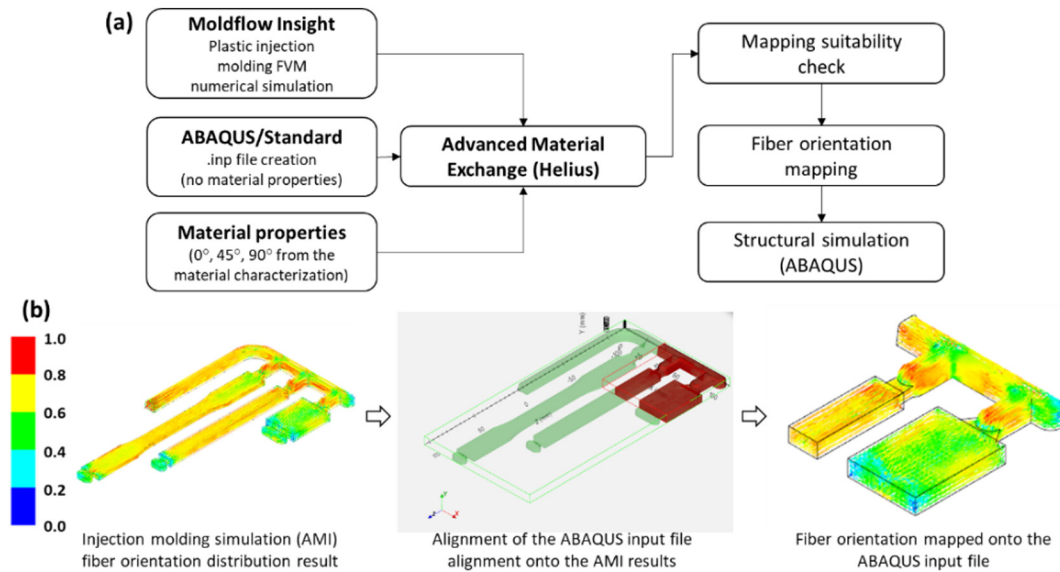 (a)
Moldflow Insight
Plastic injection
molding FVM
numerical simulation
ABAQUS/Standard
.inp file creation
(no material properties)
Material properties
(0°, 45°, 90° from the
material characterization)
Advanced Material
Exchange (Helius)
Mapping suitability
check
Fiber orientation
mapping
Structural simulation
(ABAQUS)
(b)
1.0
0.8
0.6
0.4
0.2
0.0
Y (mm)
Injection molding simulation (AMI)
fiber orientation distribution result
Alignment of the ABAQUS input file
alignment onto the AMI results
Fiber orientation mapped onto the
ABAQUS input file